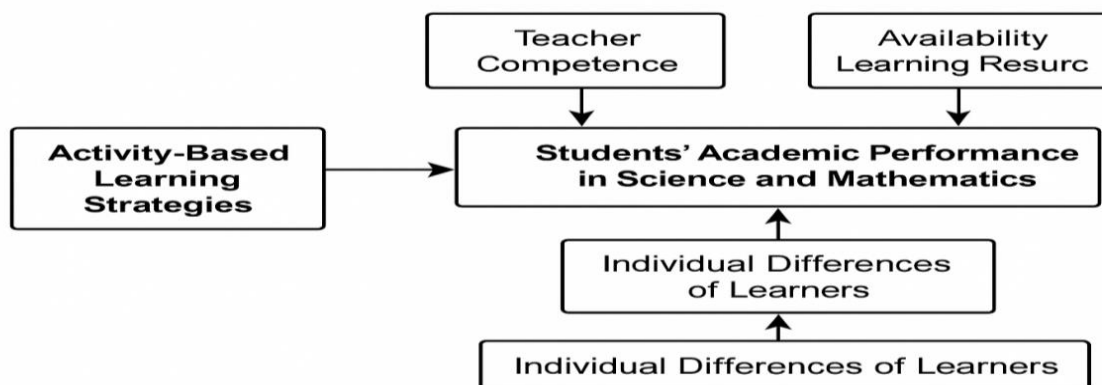 Teacher
Competence
Availability
Learning Resurc
Activity-Based
Learning
Strategies
Students' Academic Performance
in Science and Mathematics
Individual Differences
of Learners
Individual Differences of Learners